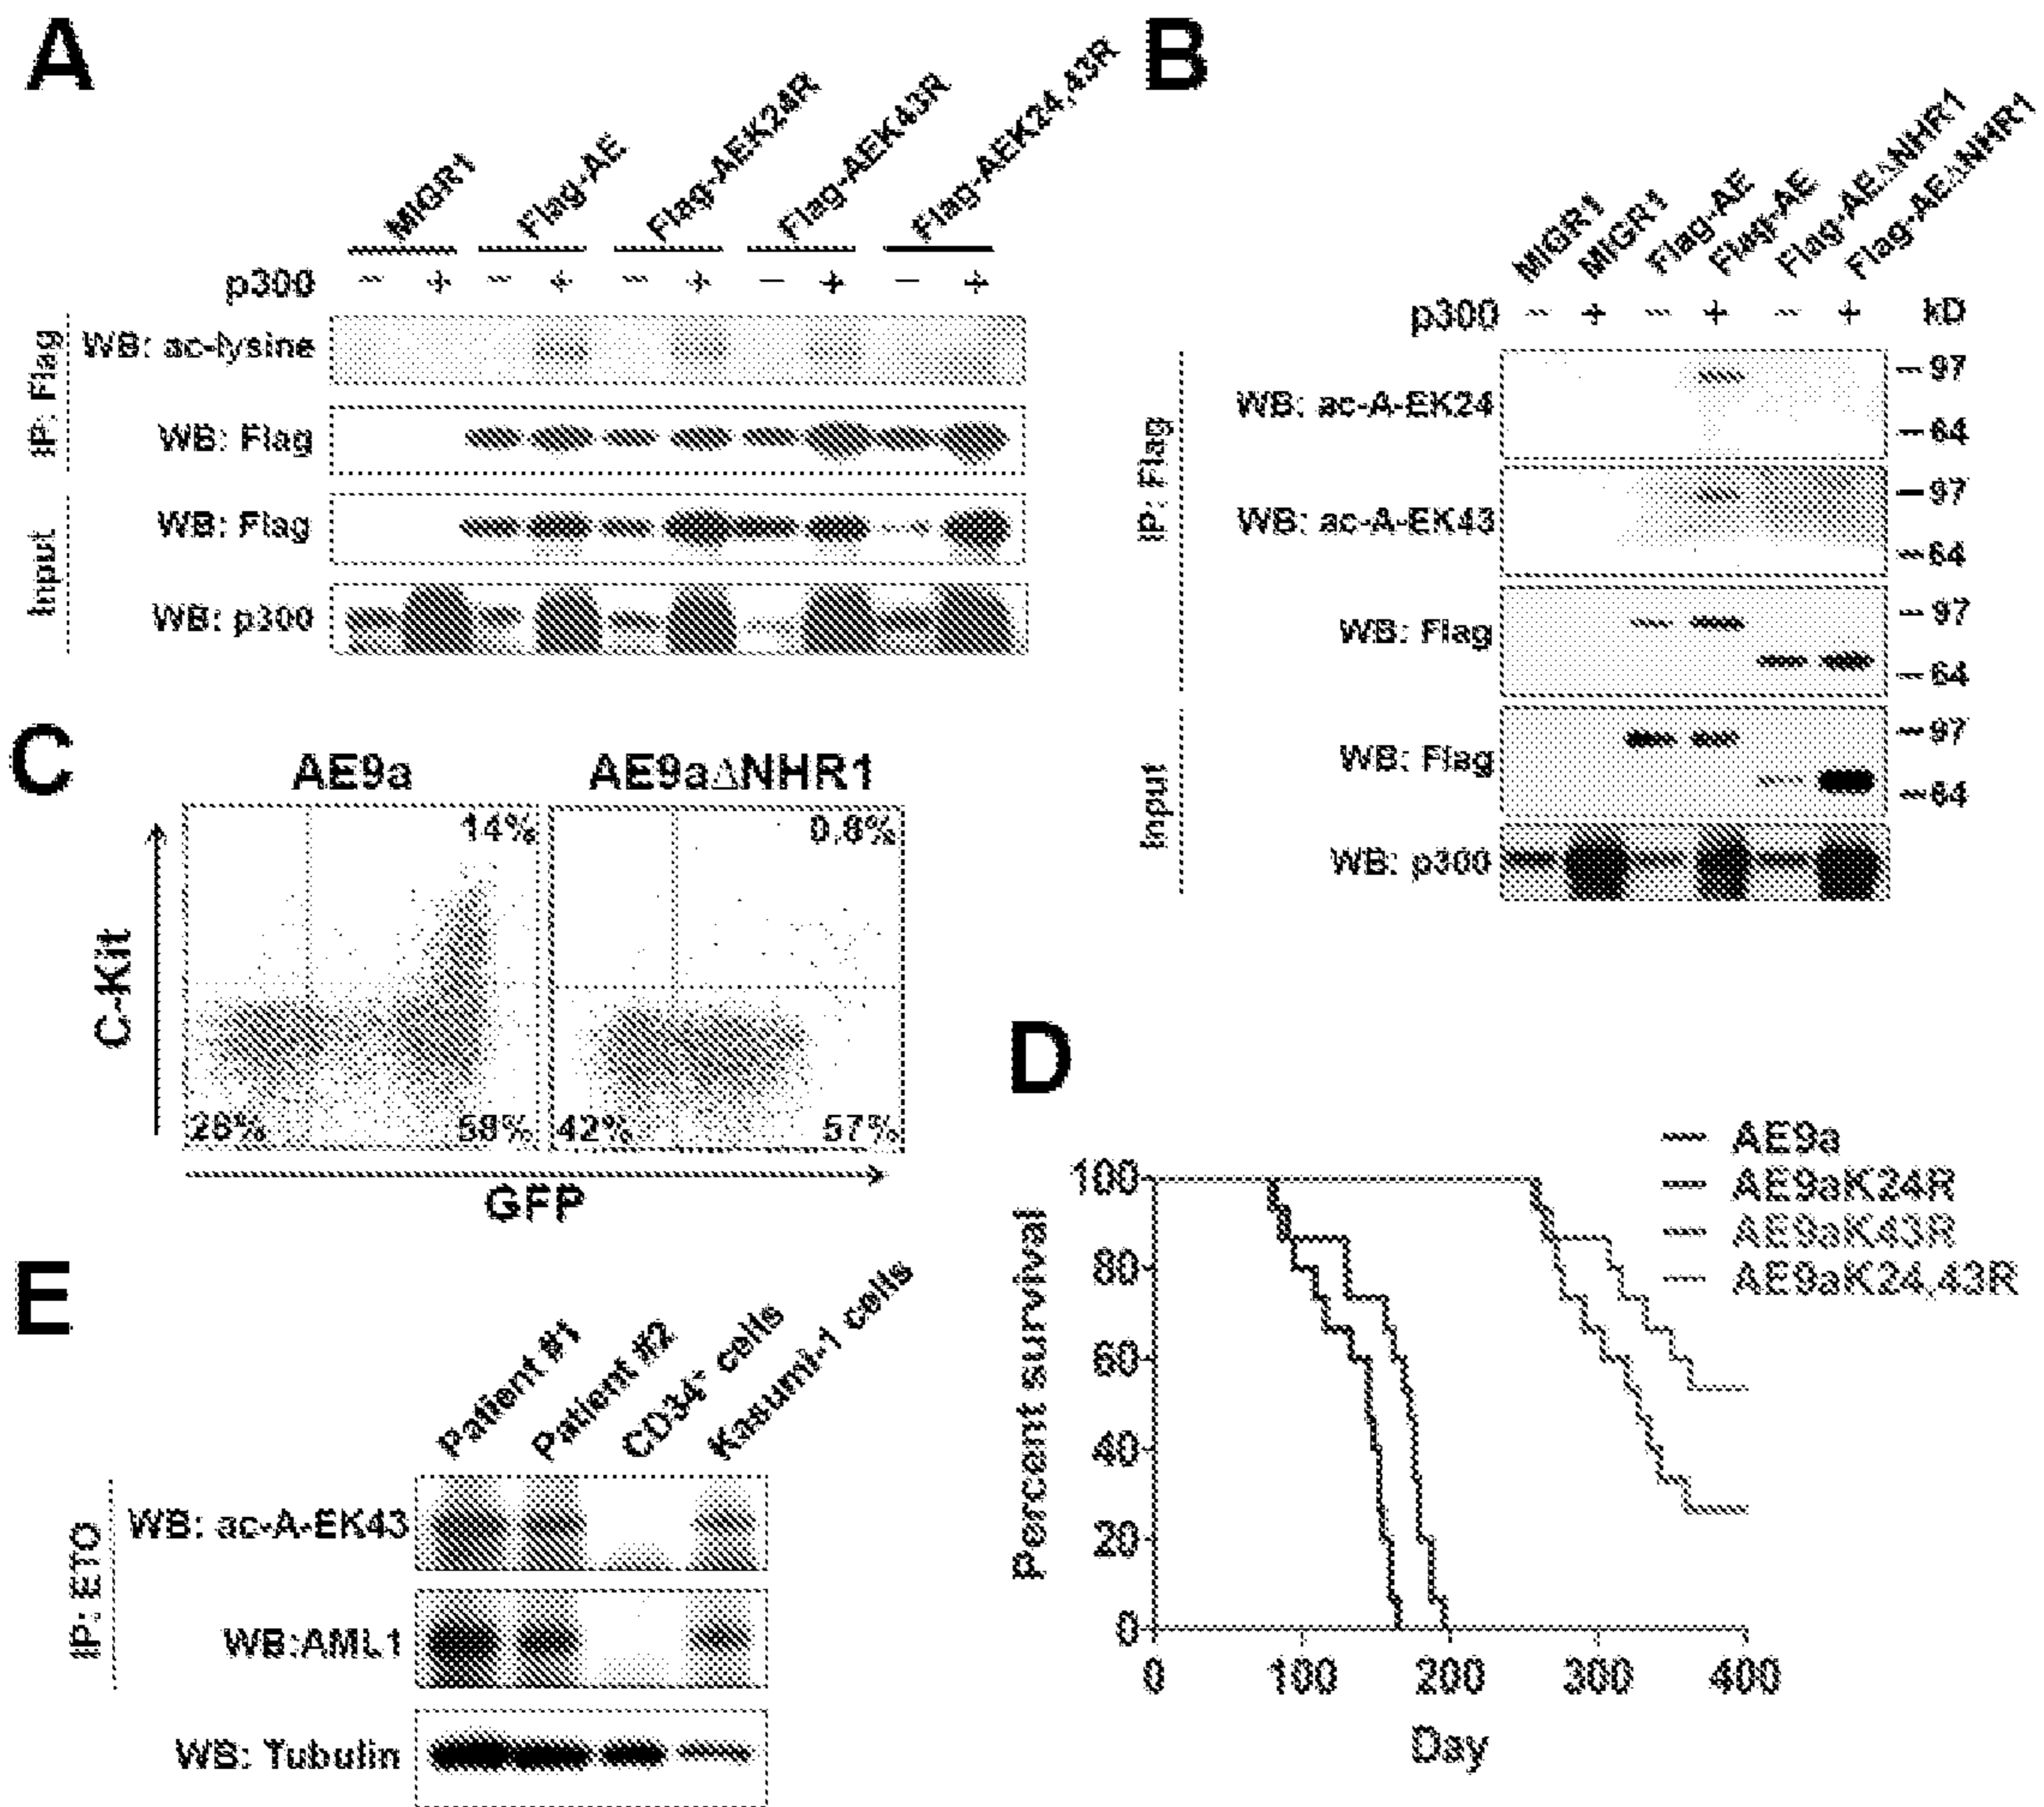 A
MIGR1 Flag-AE Flag-AEK24R Flag-AEK43R Flag-AEK24,43R
p300 - + - + - + - + - +
IP: Flag
WB: ac-lysine
WB: Flag
Input
WB: Flag
WB: p300
B
MIGR1 MIGR1 Flag-AE Flag-AE Flag-AEΔNHR1 Flag-AEΔNHR1
p300 - + - + - + kD
IP: Flag
WB: ac-A-EK24
97
64
WB: ac-A-EK43
97
64
WB: Flag
97
64
Input
WB: Flag
97
64
WB: p300
C
AE9a AE9aΔNHR1
C-Kit
14% 0.8%
59% 42% 57%
GFP
D
AE9a
AE9aK24R
AE9aK43R
AE9aK24,43R
Percent survival
100
80
60
40
20
0
0 100 200 300 400
Day
E
Patient #1 Patient #2 CD34+ cells Kasumi-1 cells
IP: ETO
WB: ac-A-EK43
WB:AML1
WB: Tubulin